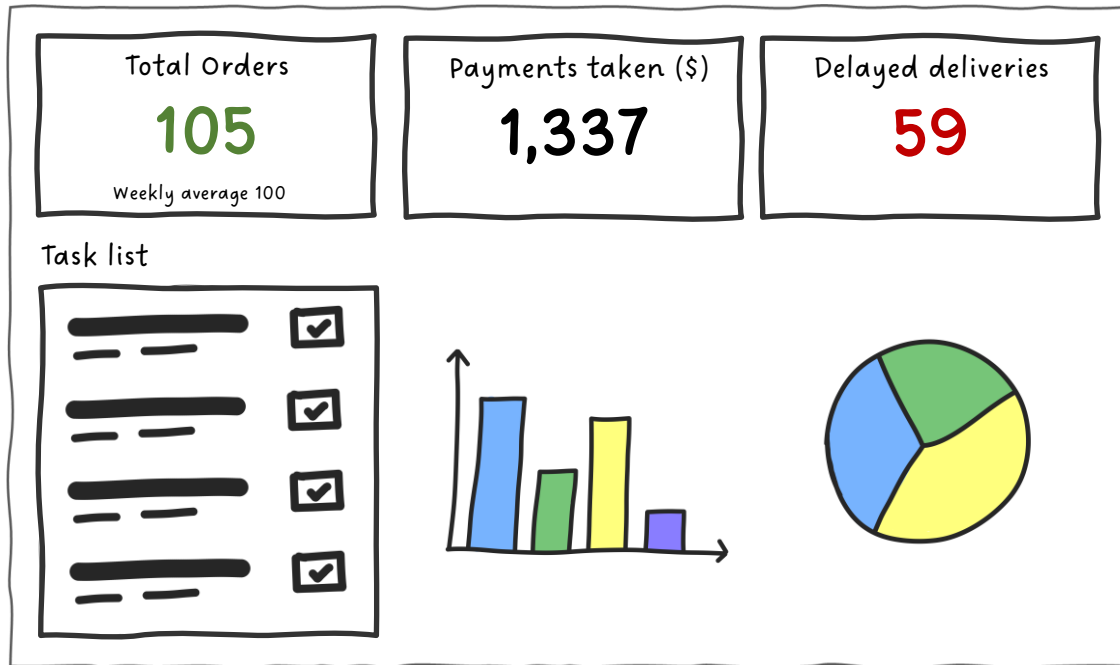 Total Orders
105
Weekly average 100
Payments taken ($)
1,337
Delayed deliveries
59
Task list